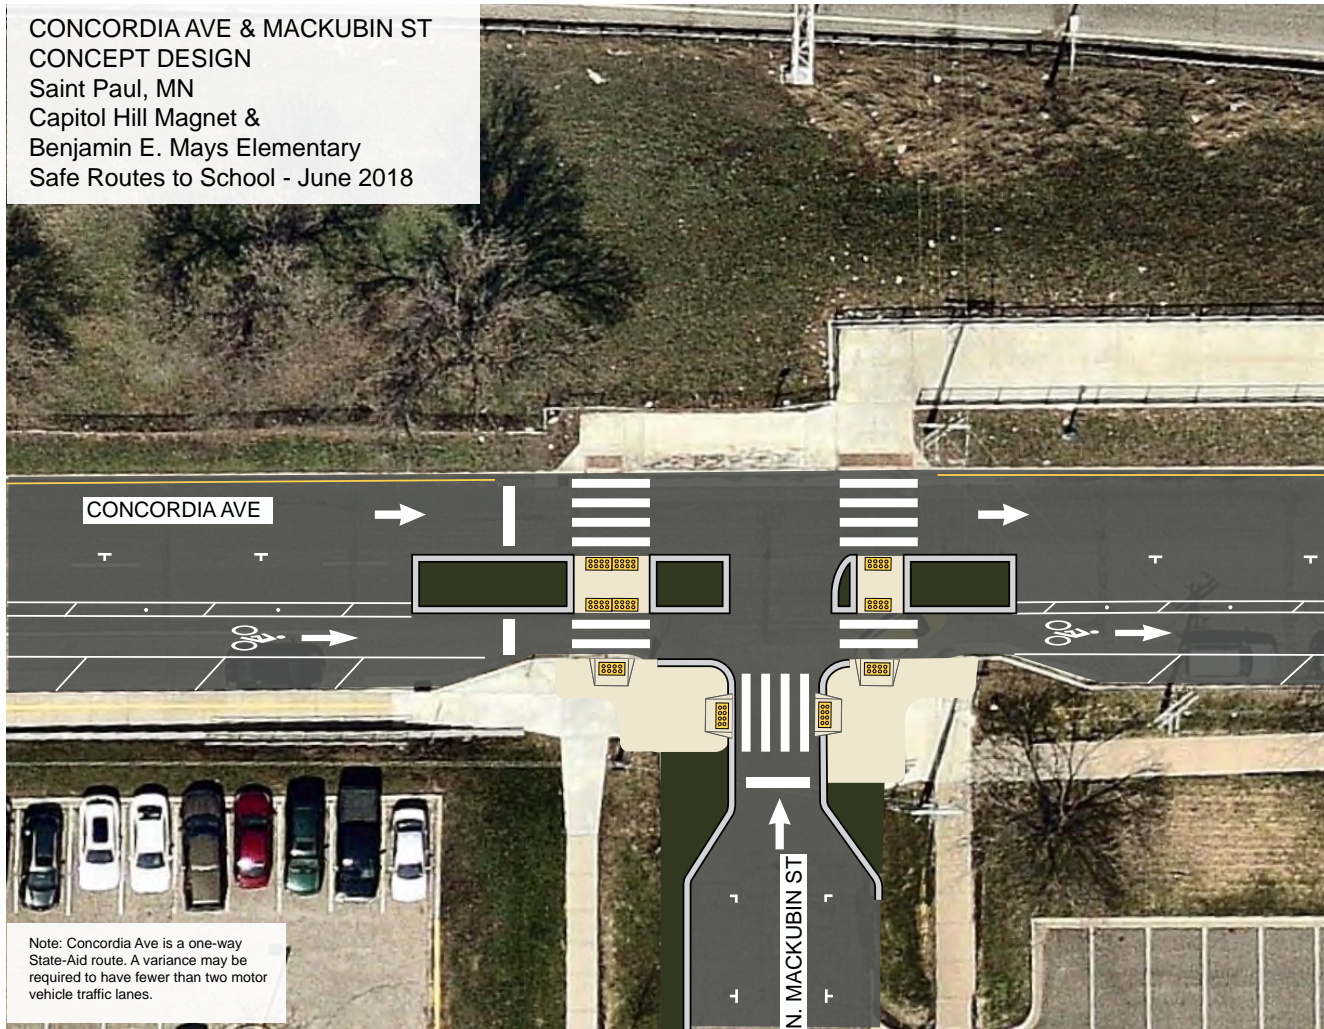 CONCORDIA AVE & MACKUBIN ST
CONCEPT DESIGN
Saint Paul, MN
Capitol Hill Magnet &
Benjamin E. Mays Elementary
Safe Routes to School - June 2018
CONCORDIA AVE
N. MACKUBIN ST
Note: Concordia Ave is a one-way
State-Aid route. A variance may be
required to have fewer than two motor
vehicle traffic lanes.